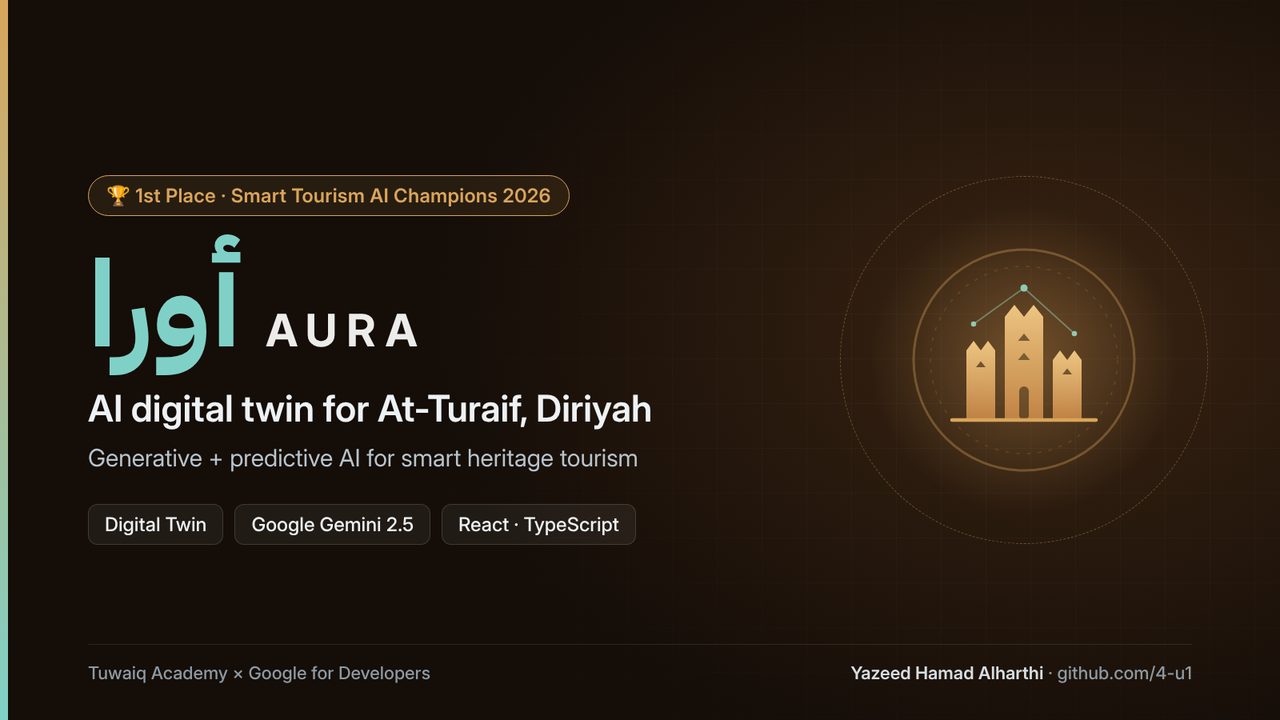 🏆 1st Place · Smart Tourism AI Champions 2026
أورا AURA
AI digital twin for At-Turaif, Diriyah
Generative + predictive AI for smart heritage tourism
Digital Twin
Google Gemini 2.5
React · TypeScript
Tuwaiq Academy × Google for Developers
Yazeed Hamad Alharthi · github.com/4-u1